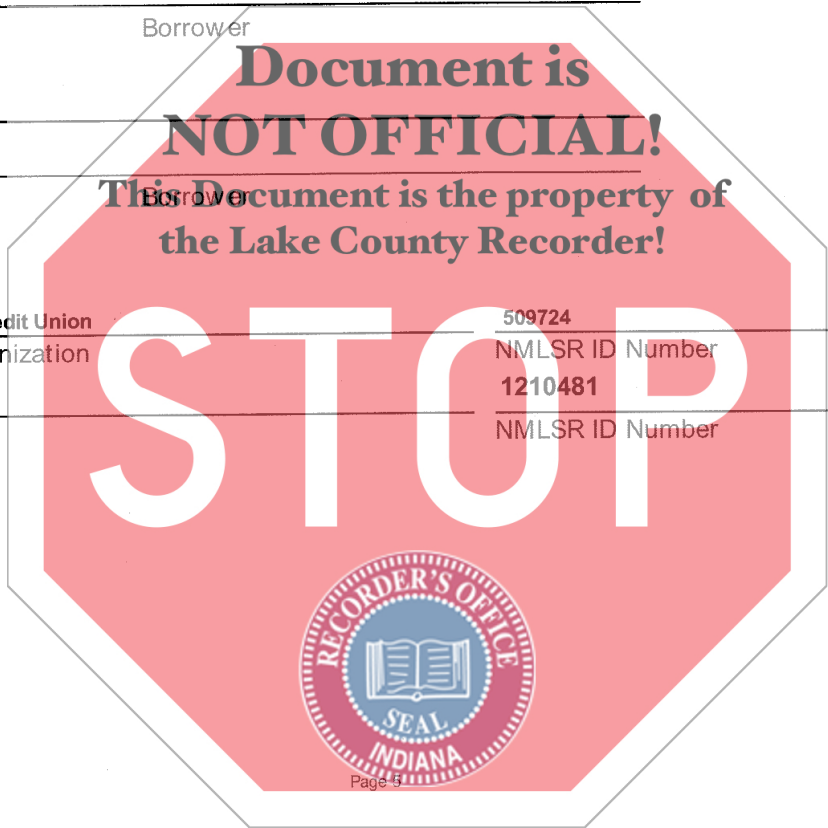 Borrower
Document is
NOT OFFICIAL!
This Document is the property of
Borrower
the Lake County Recorder!
edit Union
509724
nization
NMLSR ID Number
1210481
NMLSR ID Number
STOP
RECORDER'S OFFICE
SEAL
INDIANA
Page 5